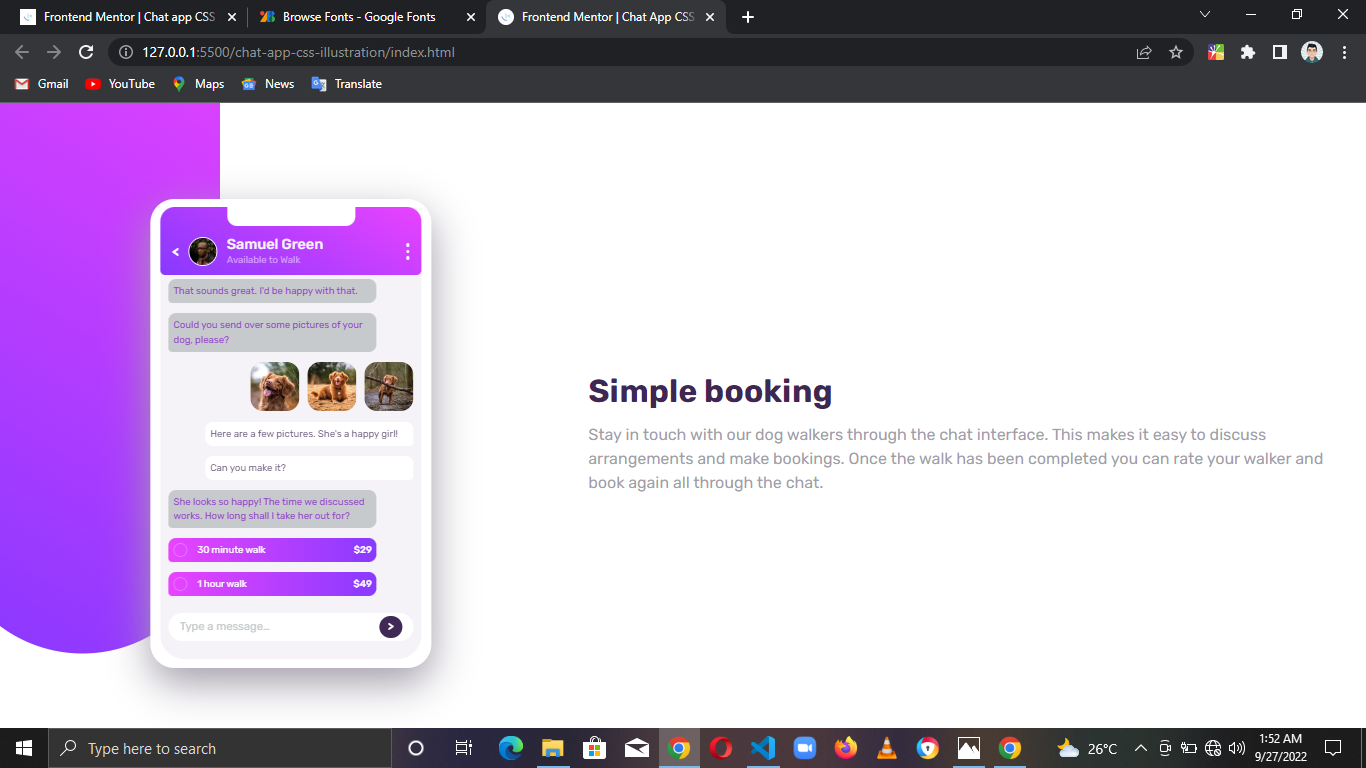 Frontend Mentor | Chat app CSS
Browse Fonts - Google Fonts
Frontend Mentor | Chat App CSS
127.0.0.1:5500/chat-app-css-illustration/index.html
Gmail
YouTube
Maps
News
Translate
Samuel Green
Available to Walk
That sounds great. I'd be happy with that.
Could you send over some pictures of your
dog, please?
Here are a few pictures. She's a happy girl!
Can you make it?
She looks so happy! The time we discussed
works. How long shall I take her out for?
30 minute walk $29
1 hour walk $49
Type a message...
Simple booking
Stay in touch with our dog walkers through the chat interface. This makes it easy to discuss
arrangements and make bookings. Once the walk has been completed you can rate your walker and
book again all through the chat.
Type here to search
26°C
1:52 AM
9/27/2022